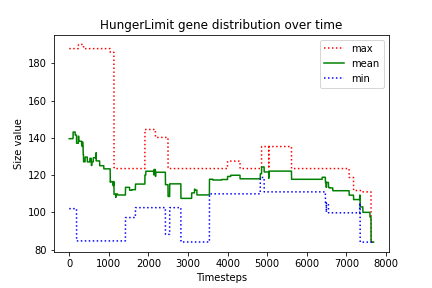 HungerLimit gene distribution over time
max
mean
min
Size value
180
160
140
120
100
80
0 1000 2000 3000 4000 5000 6000 7000 8000
Timesteps